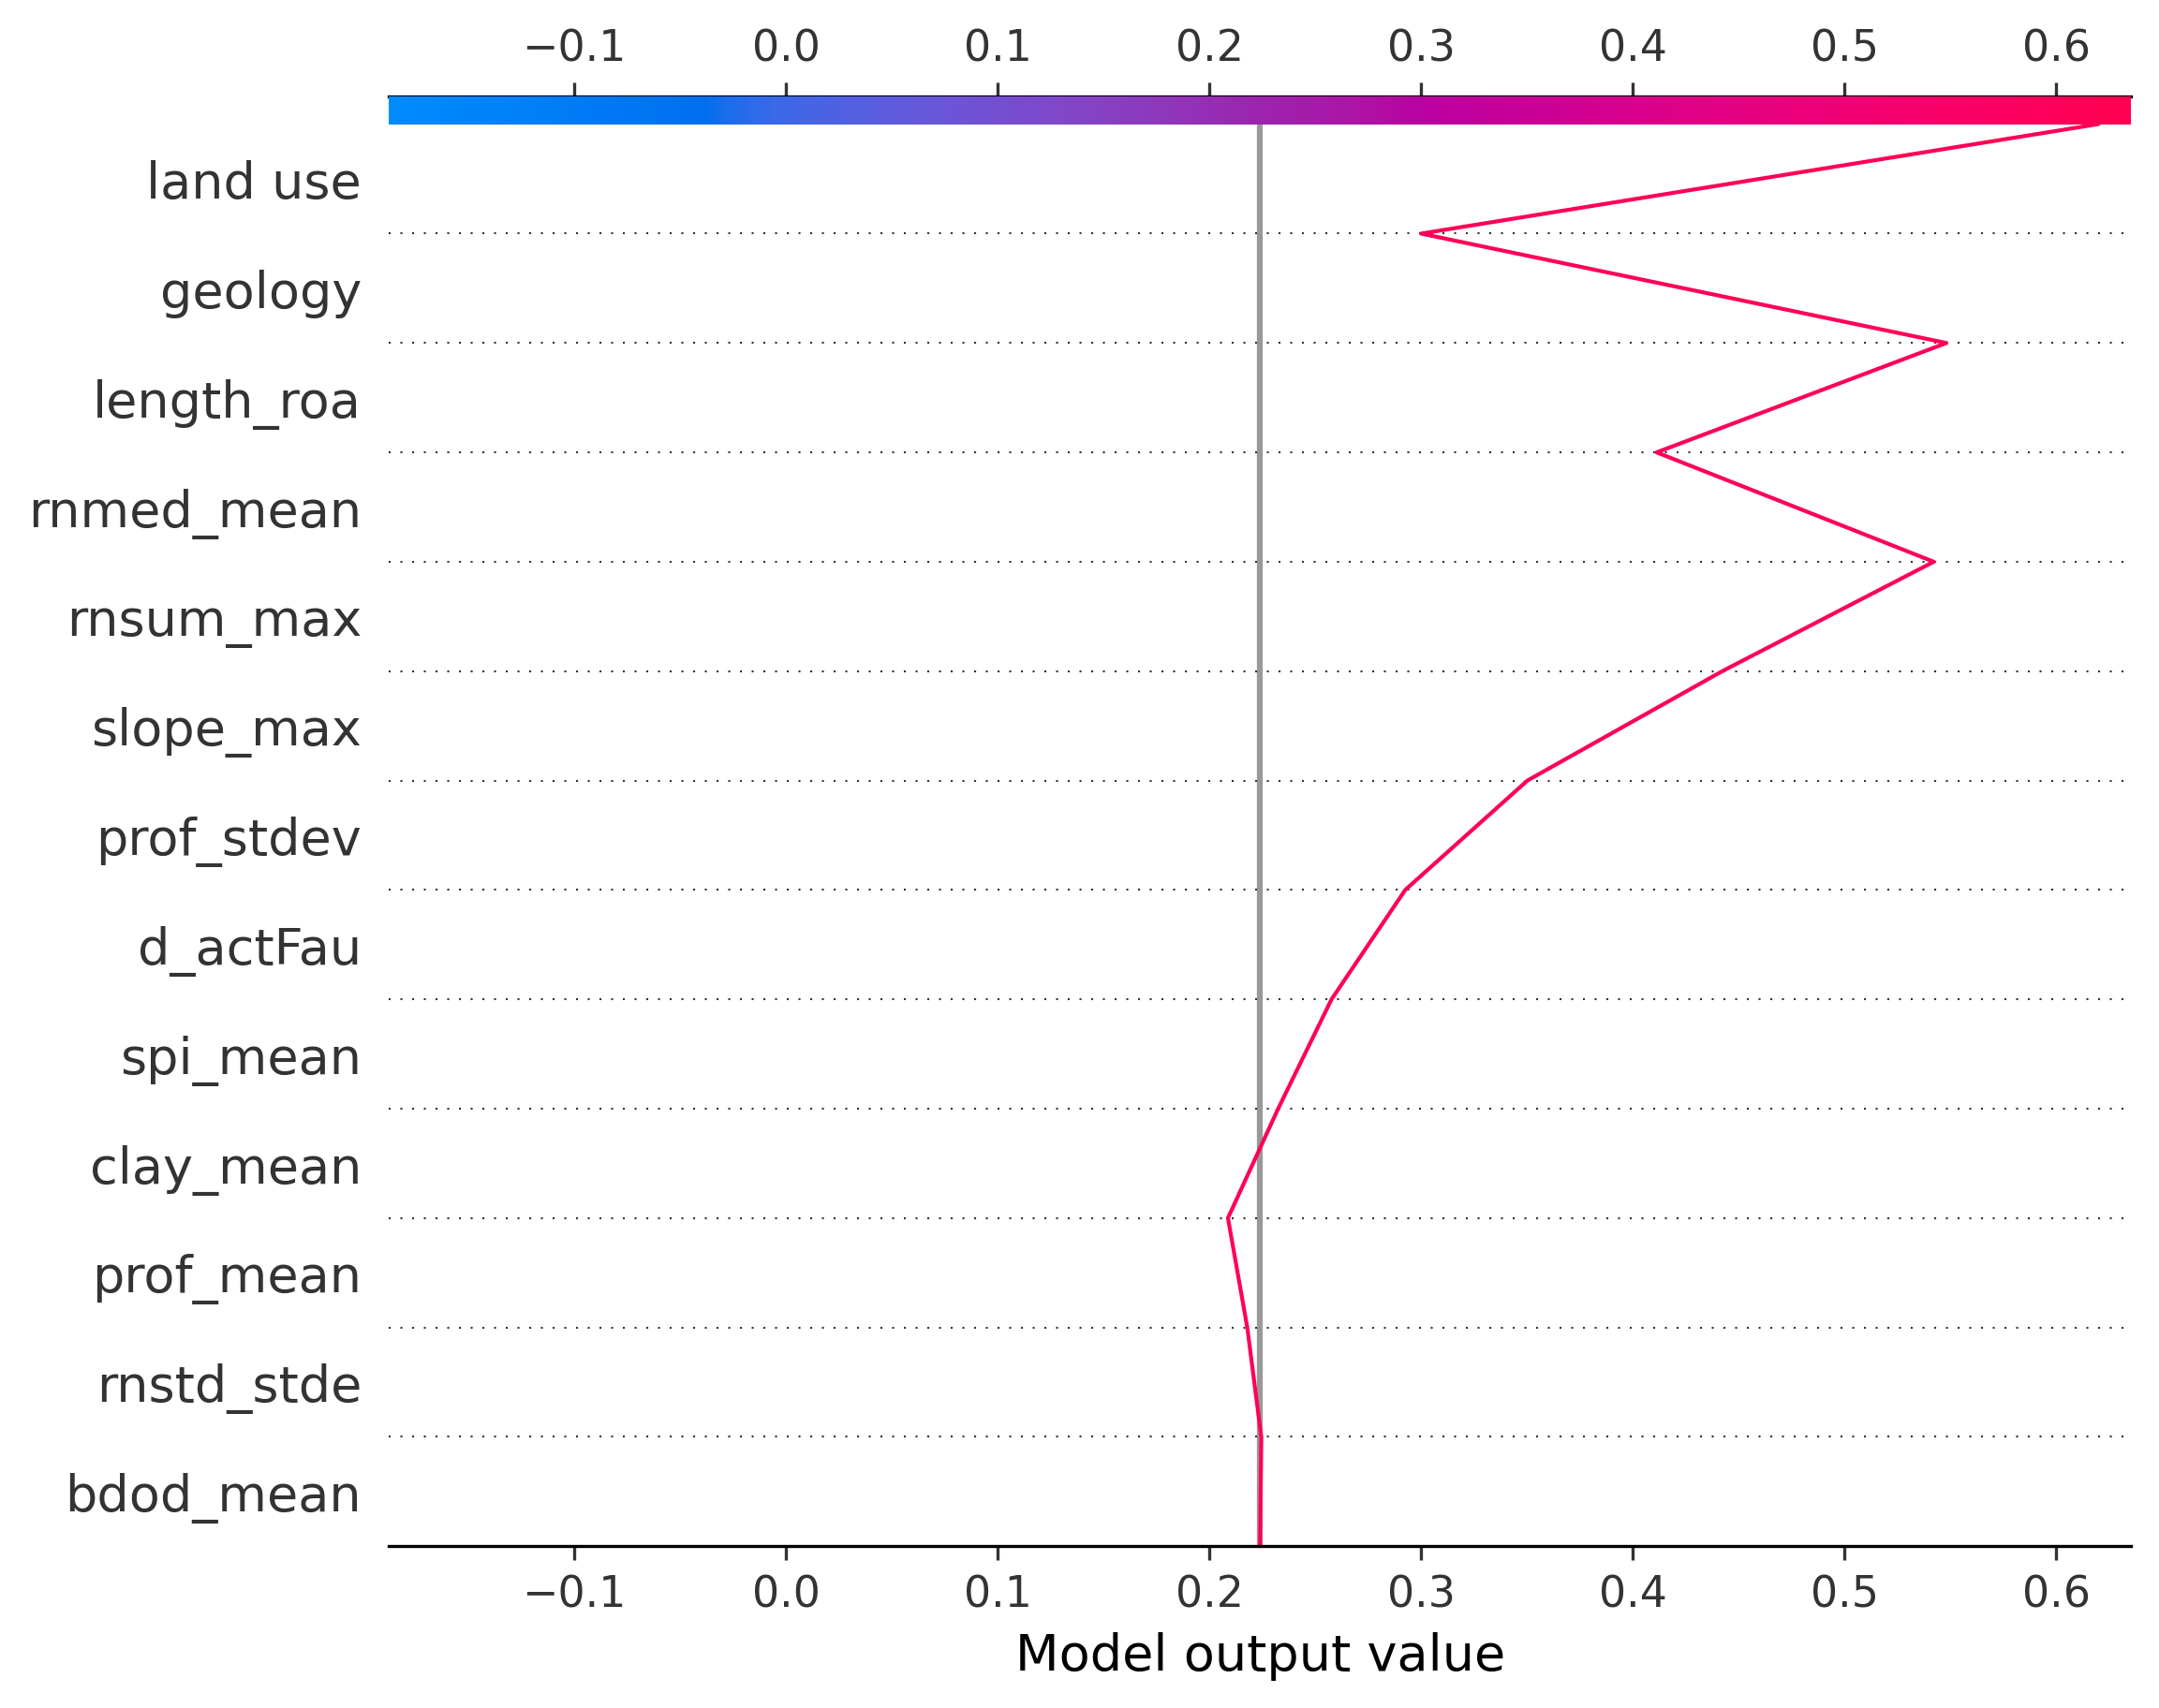 −0.1 0.0 0.1 0.2 0.3 0.4 0.5 0.6
land use
geology
length_roa
rnmed_mean
rnsum_max
slope_max
prof_stdev
d_actFau
spi_mean
clay_mean
prof_mean
rnstd_stde
bdod_mean
−0.1 0.0 0.1 0.2 0.3 0.4 0.5 0.6
Model output value